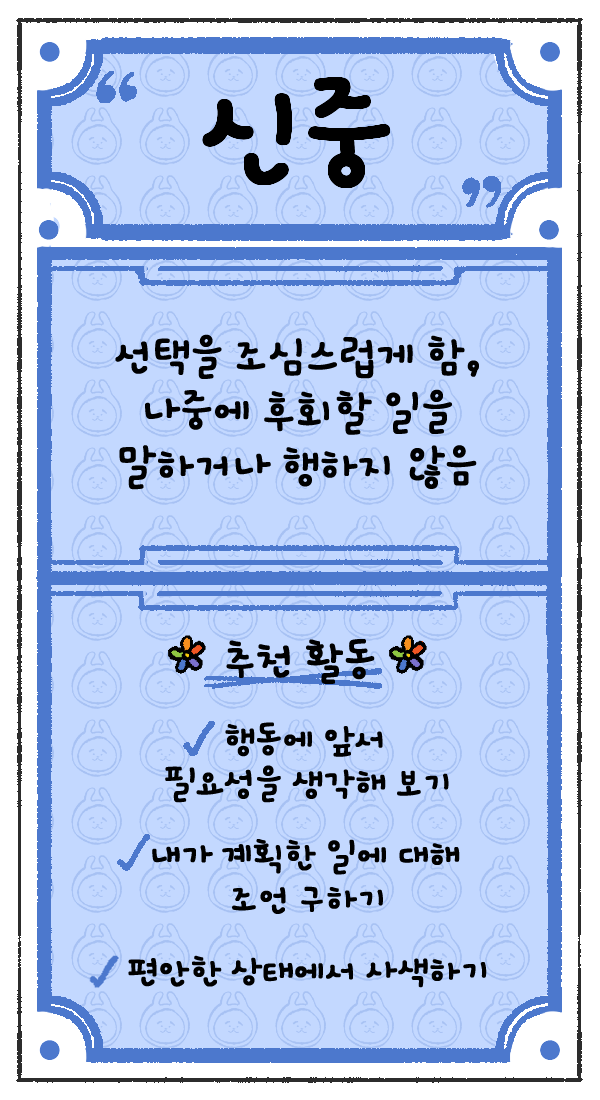 “ 신중 ”
선택을 조심스럽게 함,
나중에 후회할 일을
말하거나 행하지 않음
추천 활동
✓ 행동에 앞서
필요성을 생각해 보기
✓ 내가 계획한 일에 대해
조언 구하기
✓ 편안한 상태에서 사색하기